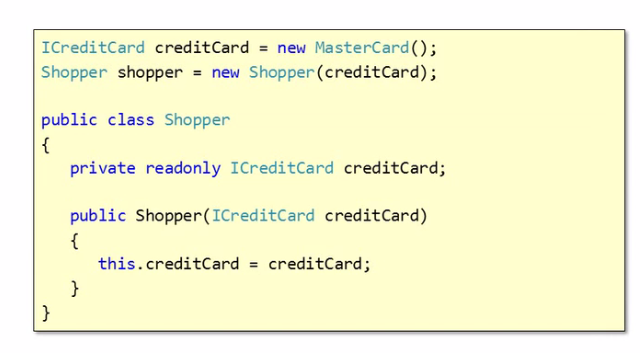 ICreditCard creditCard = new MasterCard();
Shopper shopper = new Shopper(creditCard);
public class Shopper
{
private readonly ICreditCard creditCard;
public Shopper(ICreditCard creditCard)
{
this.creditCard = creditCard;
}
}